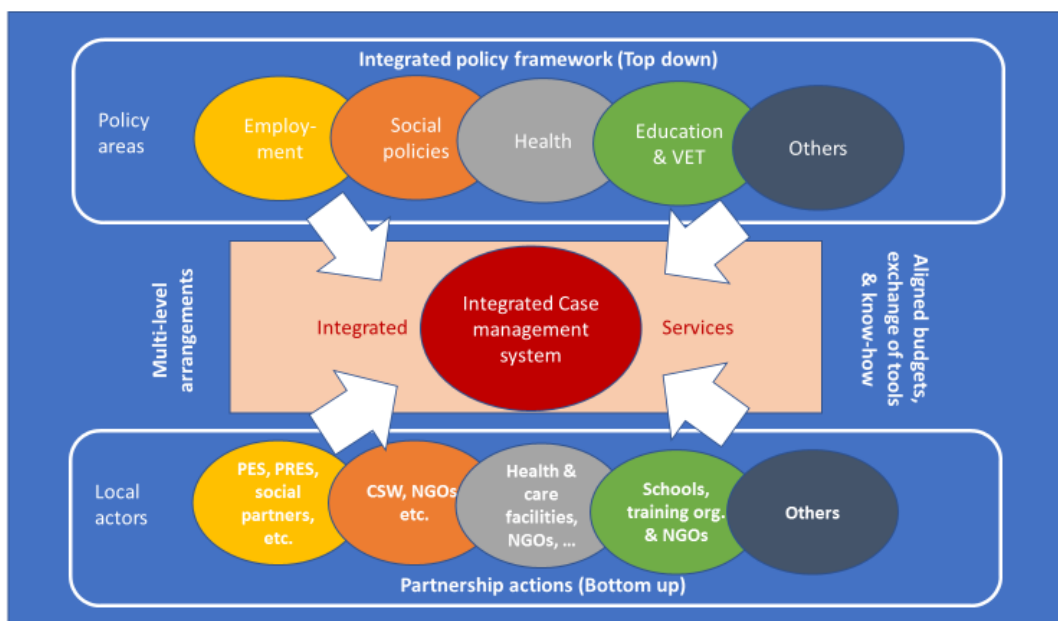 Integrated policy framework (Top down)
Policy
areas
Employ-
ment
Social
policies
Health
Education
& VET
Others
Multi-level
arrangements
Integrated
Integrated Case
management
system
Services
Aligned budgets,
exchange of tools
& know-how
Local
actors
PES, PRES,
social
partners,
etc.
CSW, NGOs
etc.
Health &
care
facilities,
NGOs, ...
Schools,
training org.
& NGOs
Others
Partnership actions (Bottom up)